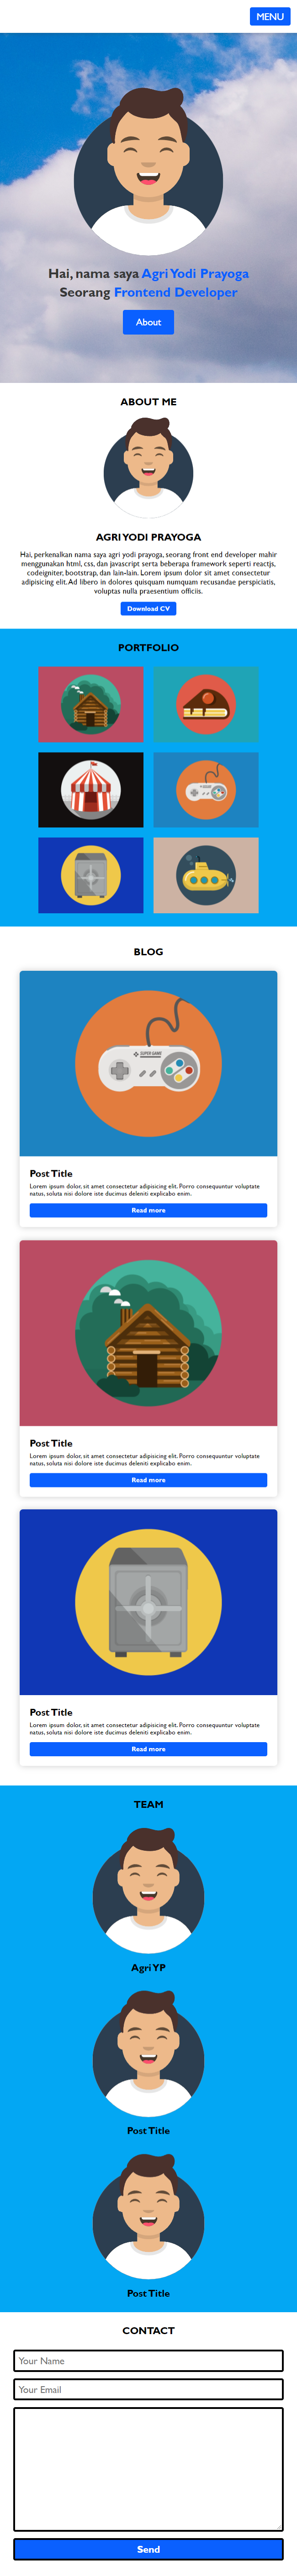 MENU
Hai, nama saya Agri Yodi Prayoga
Seorang Frontend Developer
About
ABOUT ME
AGRI YODI PRAYOGA
Hai, perkenalkan nama saya agri yodi prayoga, seorang front end developer mahir
menggunakan html, css, dan javascript serta beberapa framework seperti reactjs,
codeigniter, bootstrap, dan lain-lain. Lorem ipsum dolor sit amet consectetur
adipisicing elit. Ad libero in dolores quisquam numquam recusandae perspiciatis,
voluptas nulla praesentium officiis.
Download CV
PORTFOLIO
BLOG
SUPER GAME
Post Title
Lorem ipsum dolor, sit amet consectetur adipisicing elit. Porro consequuntur voluptate
natus, soluta nisi dolore iste ducimus deleniti explicabo enim.
Read more
Post Title
Lorem ipsum dolor, sit amet consectetur adipisicing elit. Porro consequuntur voluptate
natus, soluta nisi dolore iste ducimus deleniti explicabo enim.
Read more
Post Title
Lorem ipsum dolor, sit amet consectetur adipisicing elit. Porro consequuntur voluptate
natus, soluta nisi dolore iste ducimus deleniti explicabo enim.
Read more
TEAM
Agri YP
Post Title
Post Title
CONTACT
Your Name
Your Email
Send